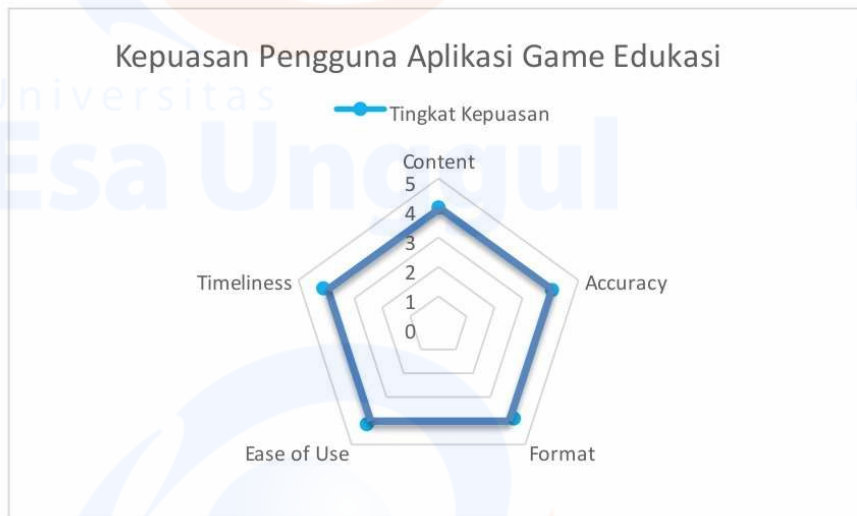 Kepuasan Pengguna Aplikasi Game Edukasi
Universitas
Esa Unggul
Tingkat Kepuasan
Content
5
4
3
2
1
0
Timeliness
Accuracy
Ease of Use
Format